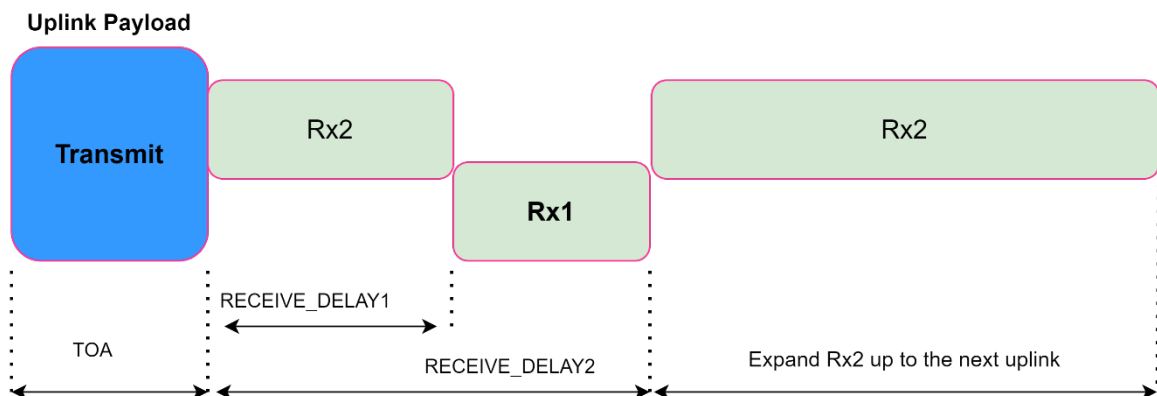 Uplink Payload
Transmit
Rx2
Rx1
Rx2
RECEIVE_DELAY1
TOA
RECEIVE_DELAY2
Expand Rx2 up to the next uplink